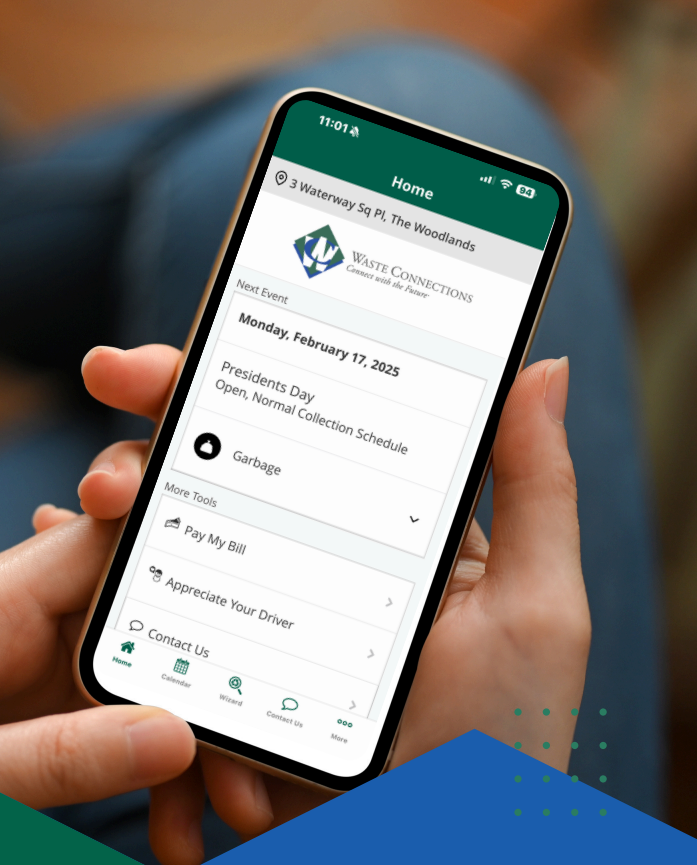 11:01
94
Home
3 Waterway Sq Pl, The Woodlands
WASTE CONNECTIONS
Connect with the Future
Next Event
Monday, February 17, 2025
Presidents Day
Open, Normal Collection Schedule
Garbage
More Tools
Pay My Bill
Appreciate Your Driver
Contact Us
Home
Calendar
Wizard
Contact Us
More